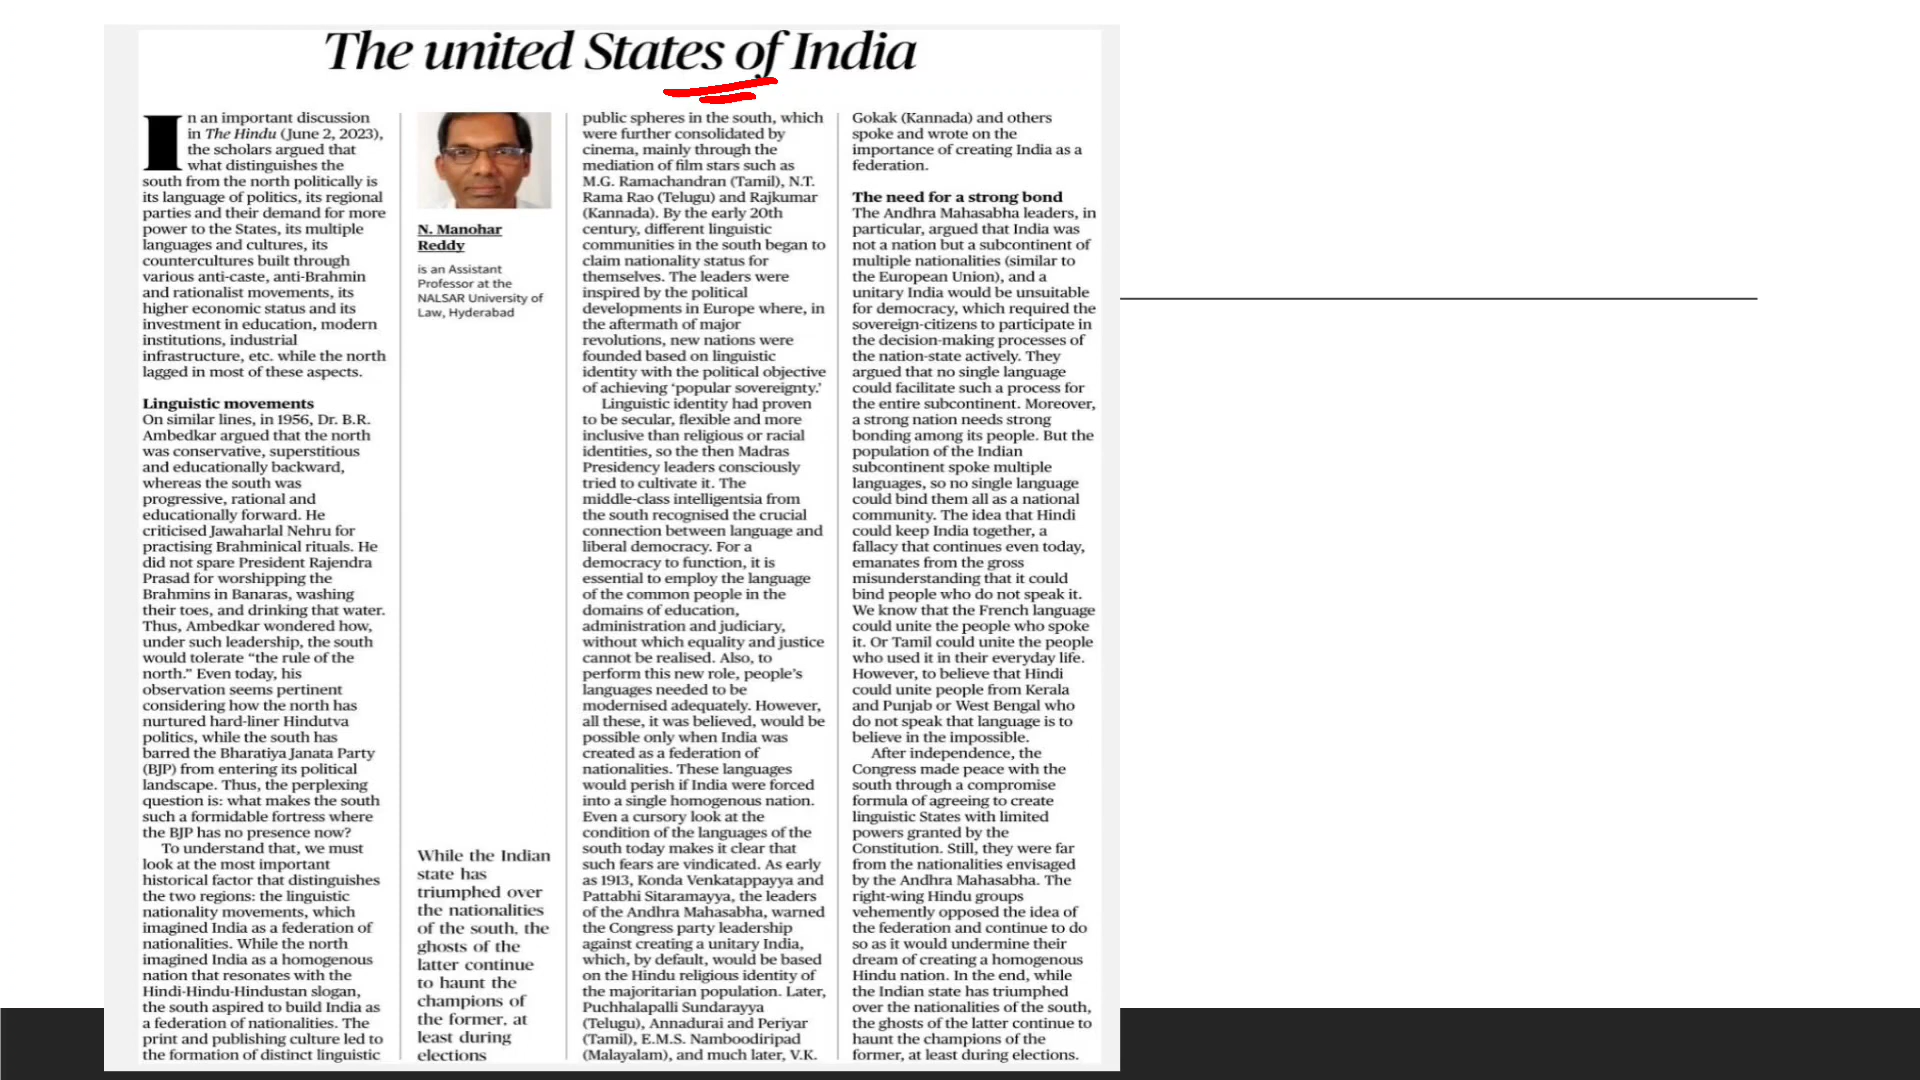 The united States of India
In an important discussion
in The Hindu (June 2, 2023),
the scholars argued that
what distinguishes the
south from the north politically is
its language of politics, its regional
parties and their demand for more
power to the States, its multiple
languages and cultures, its
countercultures built through
various anti-caste, anti-Brahmin
and rationalist movements, its
higher economic status and its
investment in education, modern
institutions, industrial
infrastructure, etc. while the north
lagged in most of these aspects.
Linguistic movements
On similar lines, in 1956, Dr. B.R.
Ambedkar argued that the north
was conservative, superstitious
and educationally backward,
whereas the south was
progressive, rational and
educationally forward. He
criticised Jawaharlal Nehru for
practising Brahminical rituals. He
did not spare President Rajendra
Prasad for worshipping the
Brahmins in Banaras, washing
their toes, and drinking that water.
Thus, Ambedkar wondered how,
under such leadership, the south
would tolerate “the rule of the
north.” Even today, his
observation seems pertinent
considering how the north has
nurtured hard-liner Hindutva
politics, while the south has
barred the Bharatiya Janata Party
(BJP) from entering its political
landscape. Thus, the perplexing
question is: what makes the south
such a formidable fortress where
the BJP has no presence now?
To understand that, we must
look at the most important
historical factor that distinguishes
the two regions: the linguistic
nationality movements, which
imagined India as a federation of
nationalities. While the north
imagined India as a homogenous
nation that resonates with the
Hindi-Hindu-Hindustan slogan,
the south aspired to build India as
a federation of nationalities. The
print and publishing culture led to
the formation of distinct linguistic
N. Manohar
Reddy
is an Assistant
Professor at the
NALSAR University of
Law, Hyderabad
While the Indian
state has
triumphed over
the nationalities
of the south, the
ghosts of the
latter continue
to haunt the
champions of
the former, at
least during
elections
public spheres in the south, which
were further consolidated by
cinema, mainly through the
mediation of film stars such as
M.G. Ramachandran (Tamil), N.T.
Rama Rao (Telugu) and Rajkumar
(Kannada). By the early 20th
century, different linguistic
communities in the south began to
claim nationality status for
themselves. The leaders were
inspired by the political
developments in Europe where, in
the aftermath of major
revolutions, new nations were
founded based on linguistic
identity with the political objective
of achieving ‘popular sovereignty.’
Linguistic identity had proven
to be secular, flexible and more
inclusive than religious or racial
identities, so the then Madras
Presidency leaders consciously
tried to cultivate it. The
middle-class intelligentsia from
the south recognised the crucial
connection between language and
liberal democracy. For a
democracy to function, it is
essential to employ the language
of the common people in the
domains of education,
administration and judiciary,
without which equality and justice
cannot be realised. Also, to
perform this new role, people’s
languages needed to be
modernised adequately. However,
all these, it was believed, would be
possible only when India was
created as a federation of
nationalities. These languages
would perish if India were forced
into a single homogenous nation.
Even a cursory look at the
condition of the languages of the
south today makes it clear that
such fears are vindicated. As early
as 1913, Konda Venkatappayya and
Pattabhi Sitaramayya, the leaders
of the Andhra Mahasabha, warned
the Congress party leadership
against creating a unitary India,
which, by default, would be based
on the Hindu religious identity of
the majoritarian population. Later,
Puchhalapalli Sundarayya
(Telugu), Annadurai and Periyar
(Tamil), E.M.S. Namboodiripad
(Malayalam), and much later, V.K.
Gokak (Kannada) and others
spoke and wrote on the
importance of creating India as a
federation.
The need for a strong bond
The Andhra Mahasabha leaders, in
particular, argued that India was
not a nation but a subcontinent of
multiple nationalities (similar to
the European Union), and a
unitary India would be unsuitable
for democracy, which required the
sovereign-citizens to participate in
the decision-making processes of
the nation-state actively. They
argued that no single language
could facilitate such a process for
the entire subcontinent. Moreover,
a strong nation needs strong
bonding among its people. But the
population of the Indian
subcontinent spoke multiple
languages, so no single language
could bind them all as a national
community. The idea that Hindi
could keep India together, a
fallacy that continues even today,
emanates from the gross
misunderstanding that it could
bind people who do not speak it.
We know that the French language
could unite the people who spoke
it. Or Tamil could unite the people
who used it in their everyday life.
However, to believe that Hindi
could unite people from Kerala
and Punjab or West Bengal who
do not speak that language is to
believe in the impossible.
After independence, the
Congress made peace with the
south through a compromise
formula of agreeing to create
linguistic States with limited
powers granted by the
Constitution. Still, they were far
from the nationalities envisaged
by the Andhra Mahasabha. The
right-wing Hindu groups
vehemently opposed the idea of
the federation and continue to do
so as it would undermine their
dream of creating a homogenous
Hindu nation. In the end, while
the Indian state has triumphed
over the nationalities of the south,
the ghosts of the latter continue to
haunt the champions of the
former, at least during elections.